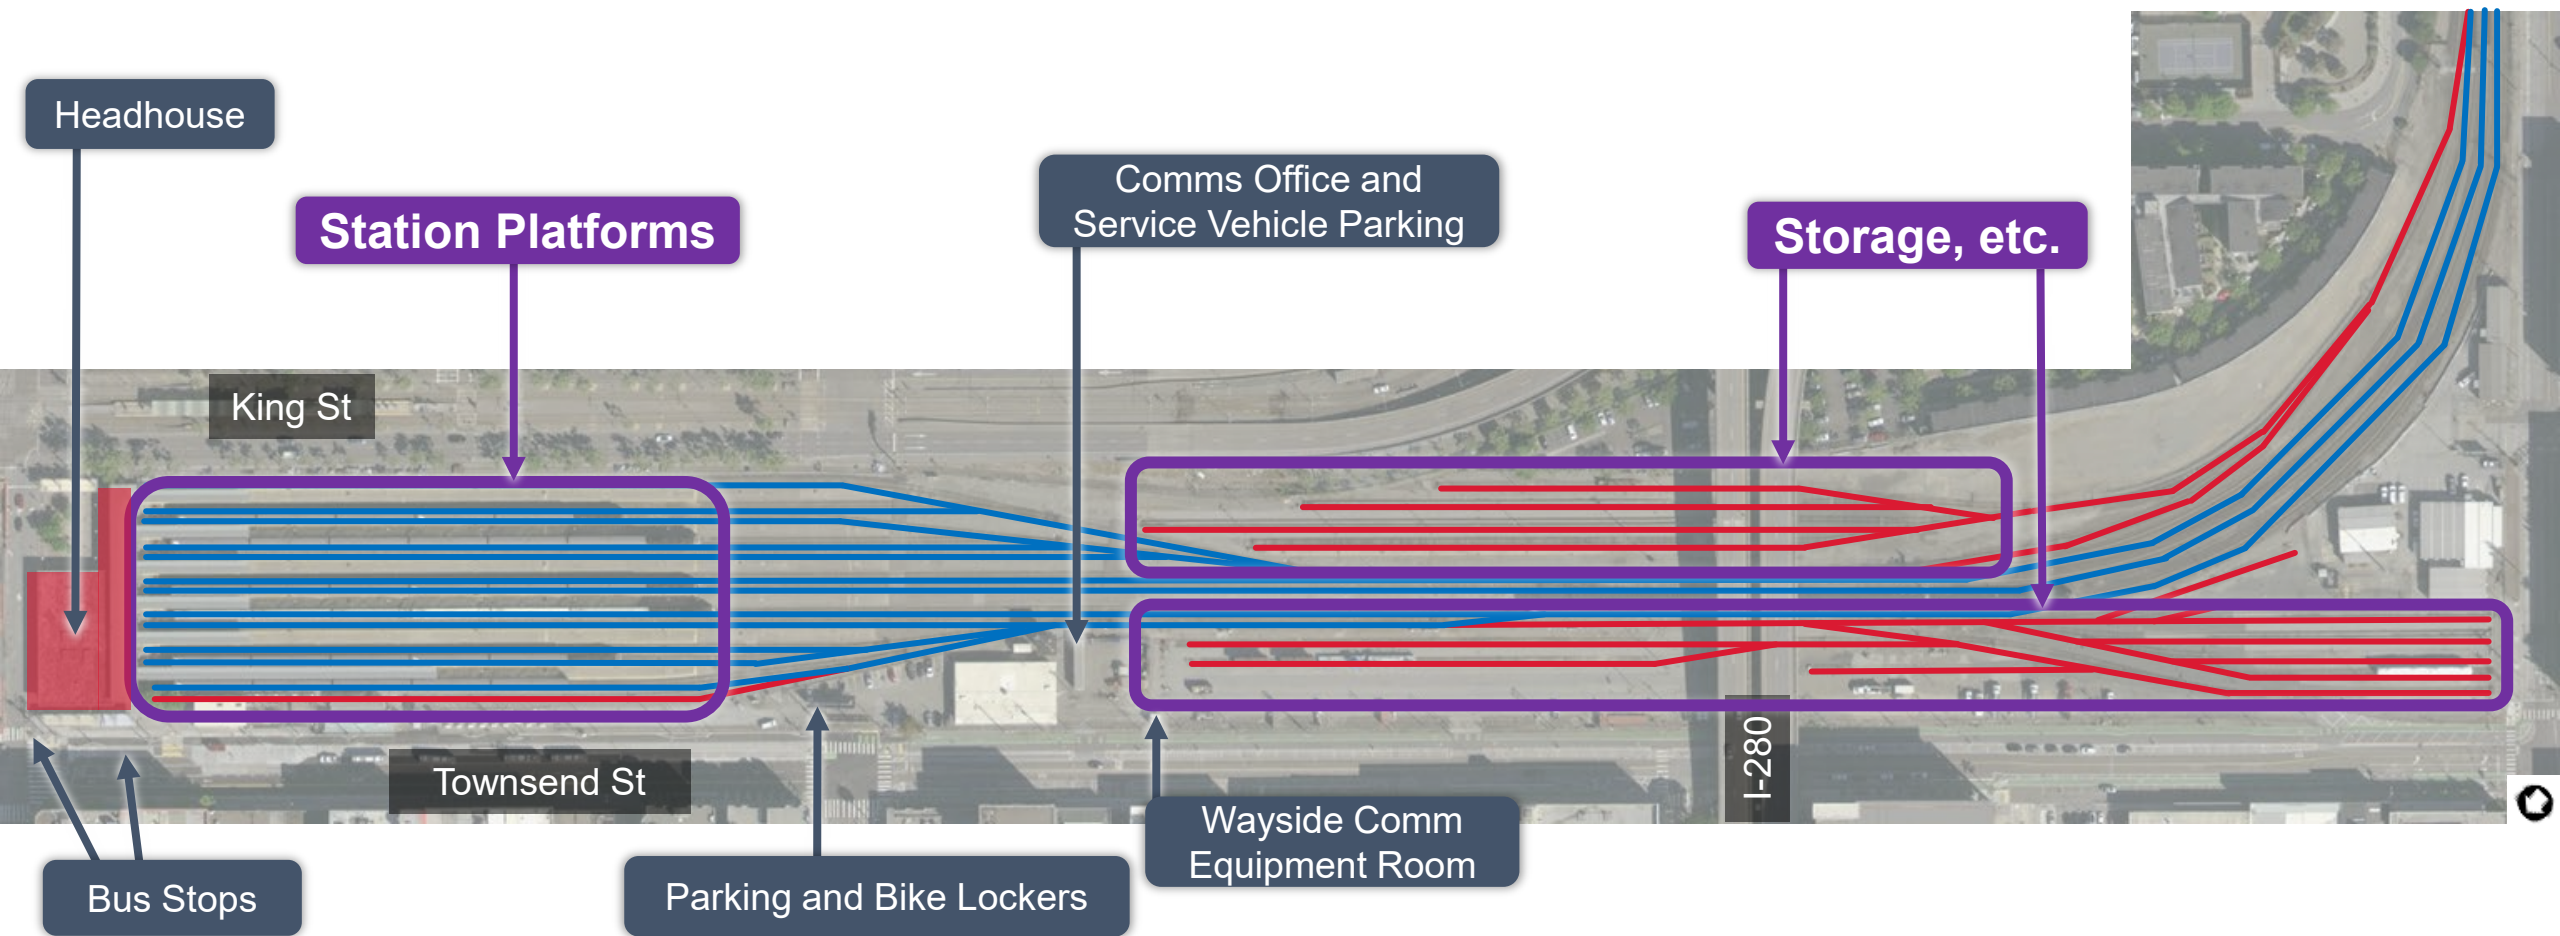 Headhouse
Station Platforms
Comms Office and
Service Vehicle Parking
Storage, etc.
King St
Townsend St
I-280
Bus Stops
Parking and Bike Lockers
Wayside Comm
Equipment Room